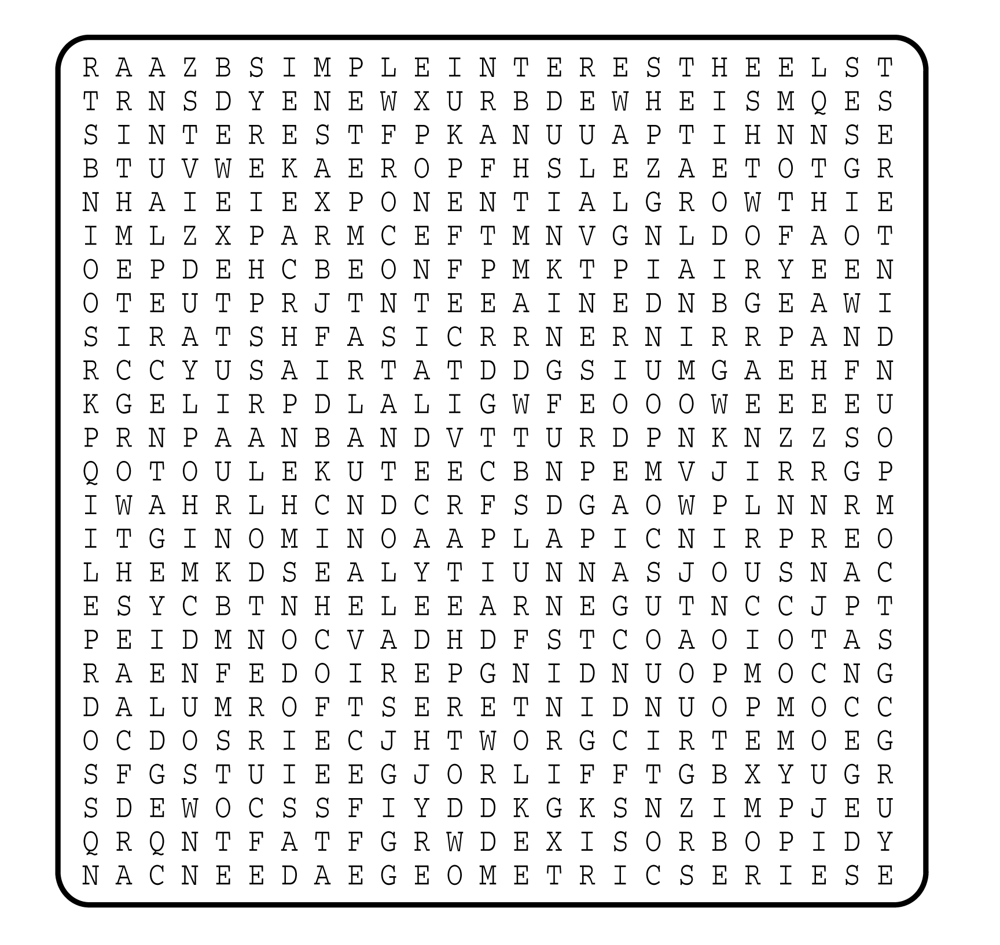 R A A Z B S I M P L E I N T E R E S T H E E L S T
T R N S D Y E N E W X U R B D E W H E I S M Q E S
S I N T E R E S T F P K A N U U A P T I H N N S E
B T U V W E K A E R O P F H S L E Z A E T O T G R
N H A I E I E X P O N E N T I A L G R O W T H I E
I M L Z X P A R M C E F T M N V G N L D O F A O T
O E P D E H C B E O N F P M K T P I A I R Y E E N
O T E U T P R J T N T E E A I N E D N B G E A W I
S I R A T S H F A S I C R R N E R N I R R P A N D
R C C Y U S A I R T A T D D G S I U M G A E H F N
K G E L I R P D L A L I G W F E O O O W E E E E U
P R N P A A N B A N D V T T U R D P N K N Z Z S O
Q O T O U L E K U T E E C B N P E M V J I R R G P
I W A H R L H C N D C R F S D G A O W P L N N R M
I T G I N O M I N O A A P L A P I C N I R P R E O
L H E M K D S E A L Y T I U N N A S J O U S N A C
E S Y C B T N H E L E E A R N E G U T N C C J P T
P E I D M N O C V A D H D F S T C O A O I O T A S
R A E N F E D O I R E P G N I D N U O P M O C N G
D A L U M R O F T S E R E T N I D N U O P M O C C
O C D O S R I E C J H T W O R G C I R T E M O E G
S F G S T U I E E G J O R L I F F T G B X Y U G R
S D E W O C S S F I Y D D K G K S N Z I M P J E U
Q R Q N T F A T F G R W D E X I S O R B O P I D Y
N A C N E E D A E G E O M E T R I C S E R I E S E